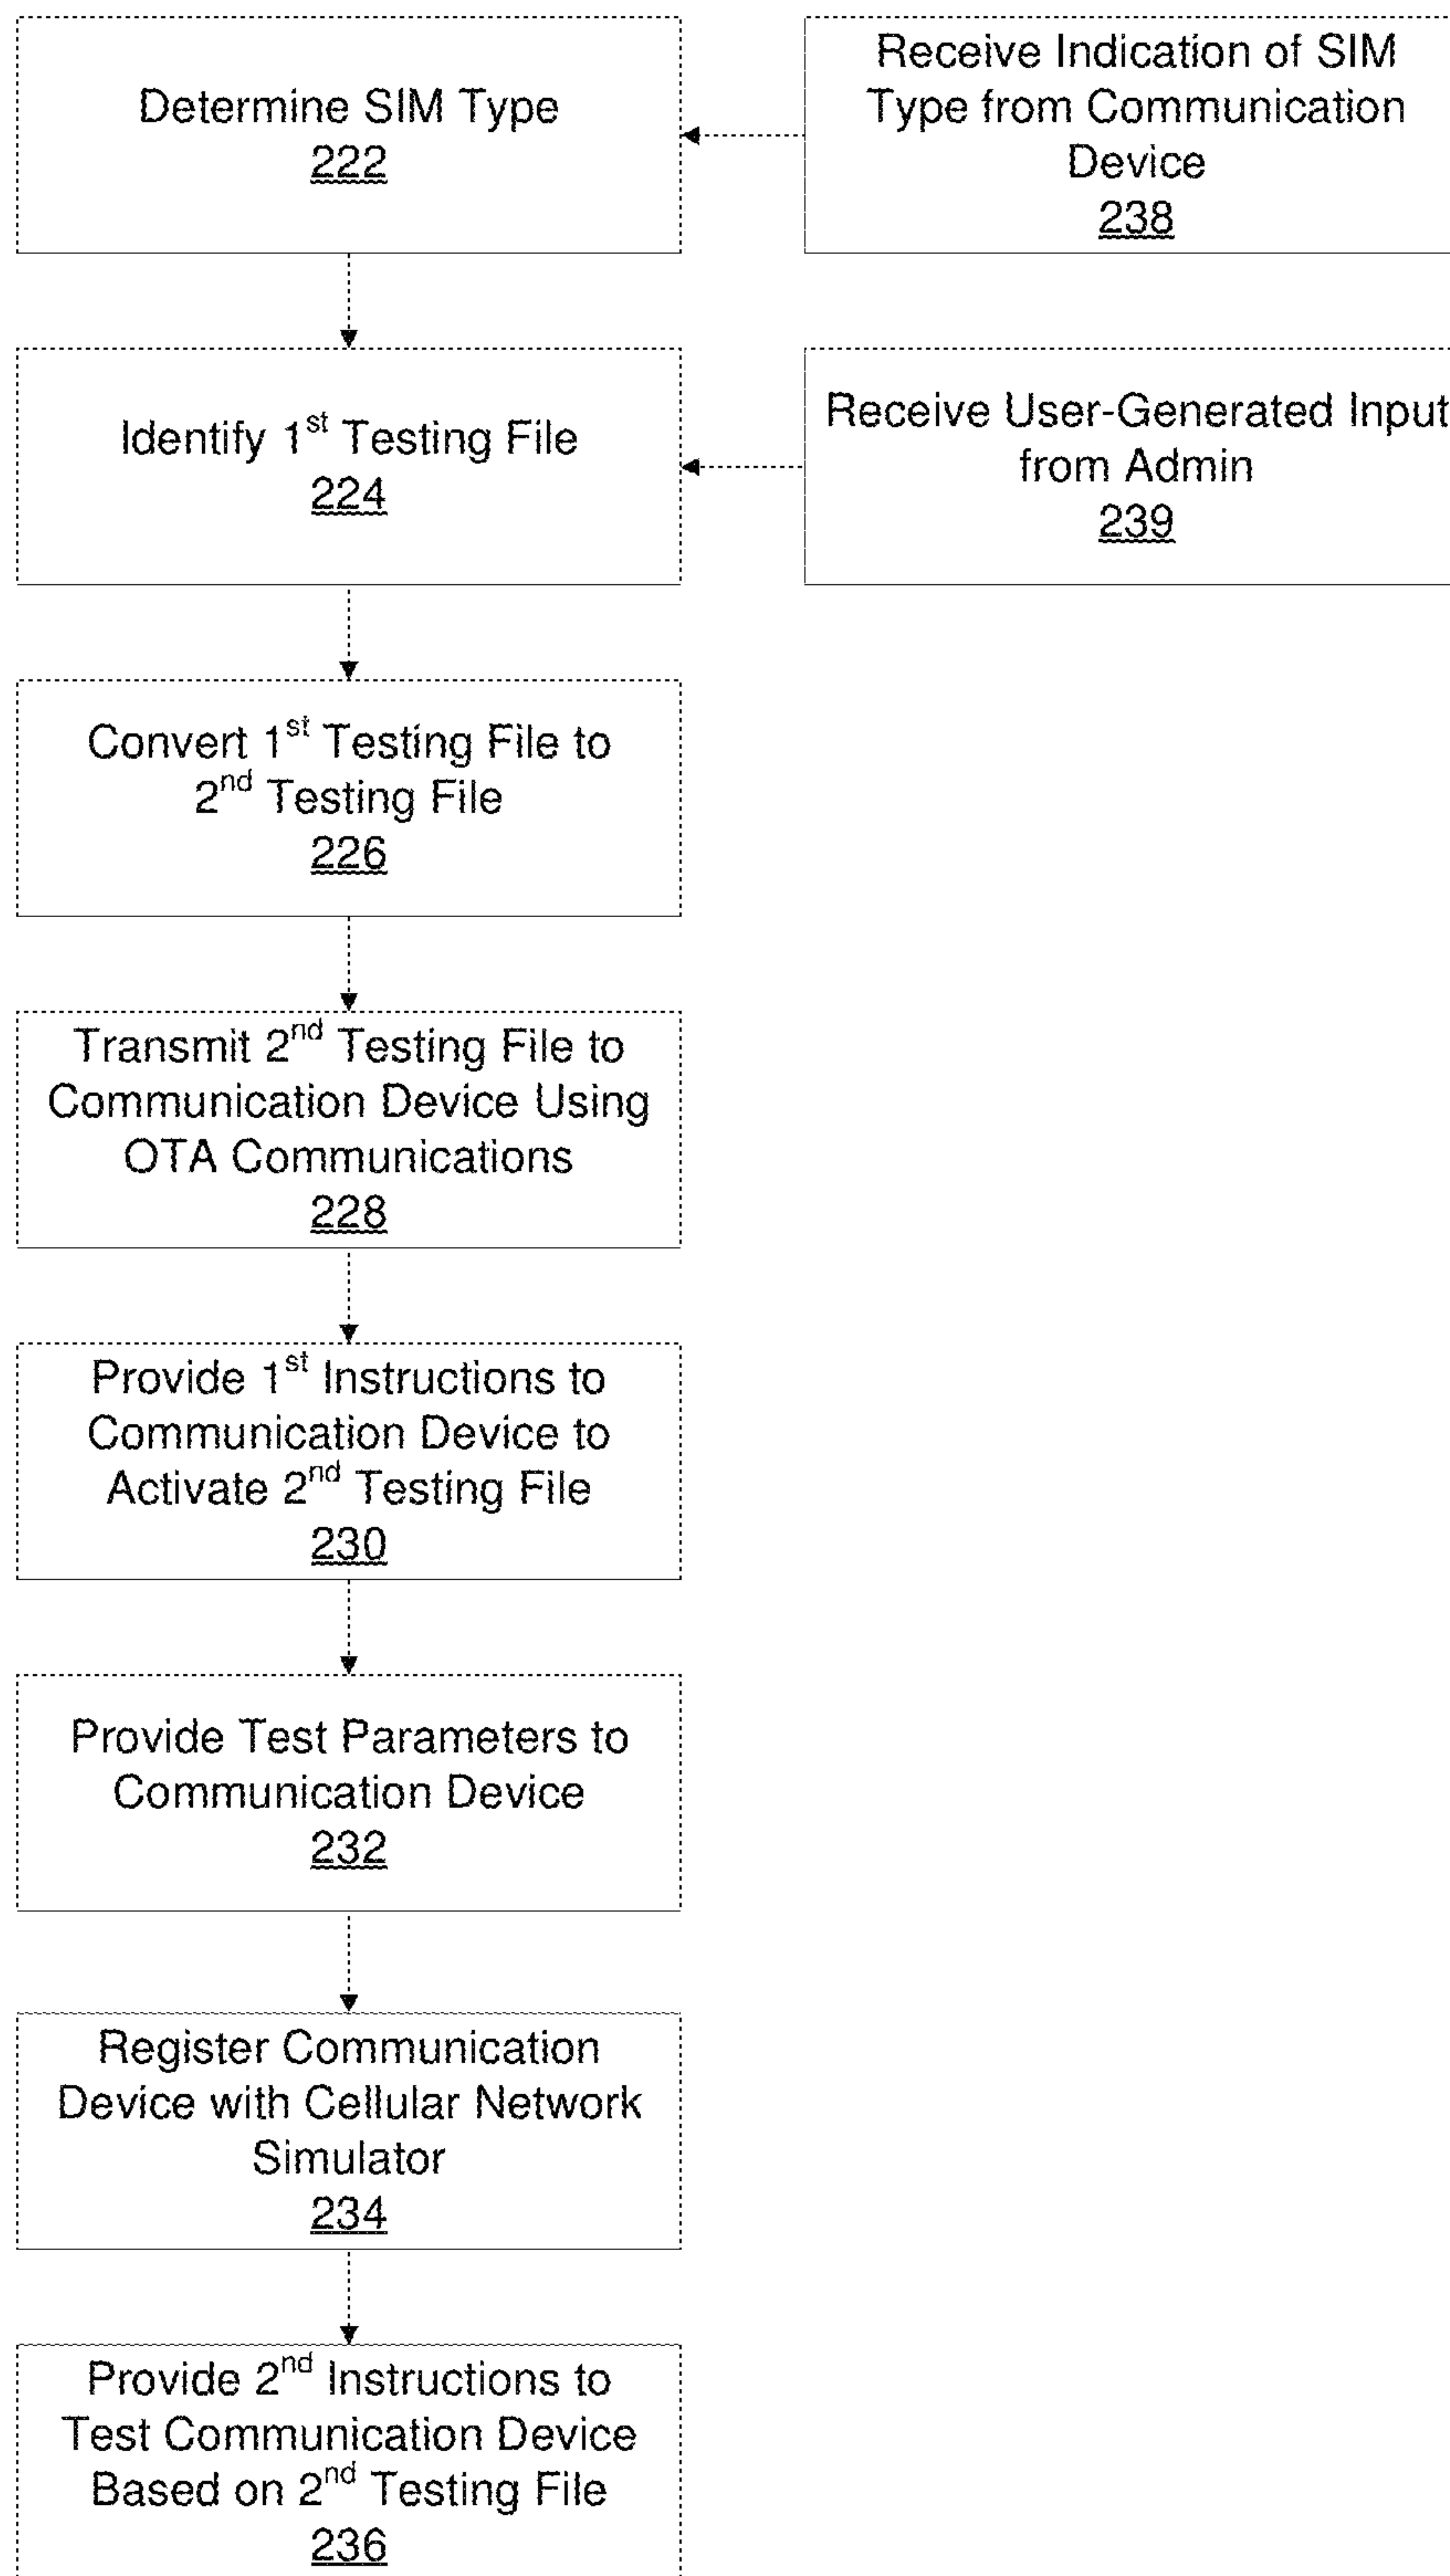 Determine SIM Type
222
Receive Indication of SIM
Type from Communication
Device
238
Identify 1st Testing File
224
Receive User-Generated Input
from Admin
239
Convert 1st Testing File to
2nd Testing File
226
Transmit 2nd Testing File to
Communication Device Using
OTA Communications
228
Provide 1st Instructions to
Communication Device to
Activate 2nd Testing File
230
Provide Test Parameters to
Communication Device
232
Register Communication
Device with Cellular Network
Simulator
234
Provide 2nd Instructions to
Test Communication Device
Based on 2nd Testing File
236